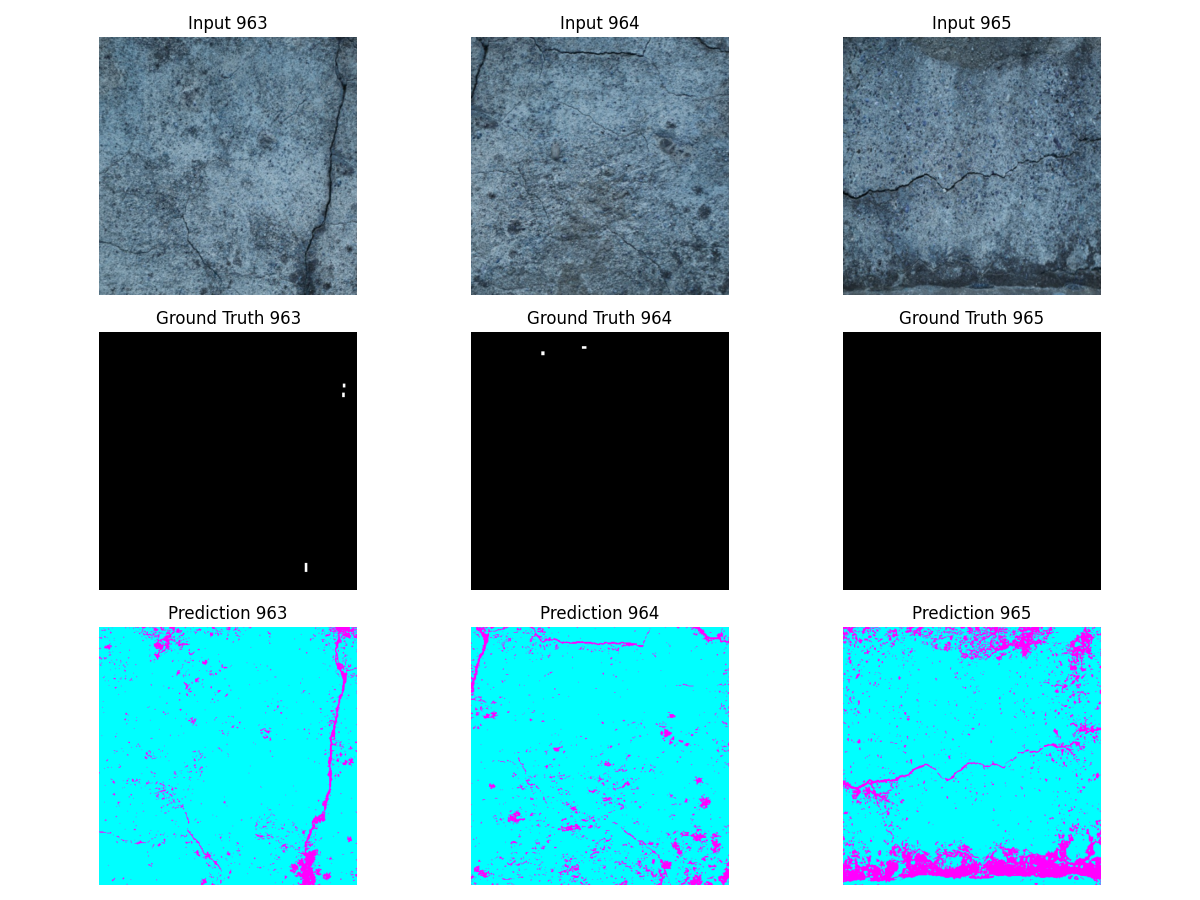 Input 963
Input 964
Input 965
Ground Truth 963
Ground Truth 964
Ground Truth 965
Prediction 963
Prediction 964
Prediction 965